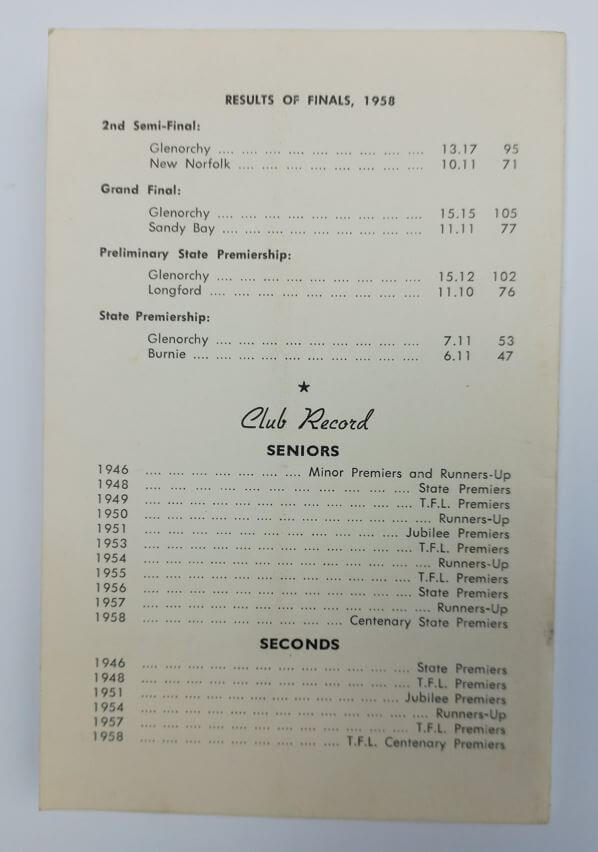 RESULTS OF FINALS, 1958
2nd Semi-Final:
Glenorchy .... .... .... .... .... .... .... .... .... 13.17 95
New Norfolk .... .... .... .... .... .... .... .... 10.11 71
Grand Final:
Glenorchy .... .... .... .... .... .... .... .... .... 15.15 105
Sandy Bay .... .... .... .... .... .... .... .... .... 11.11 77
Preliminary State Premiership:
Glenorchy .... .... .... .... .... .... .... .... .... 15.12 102
Longford .... .... .... .... .... .... .... .... .... 11.10 76
State Premiership:
Glenorchy .... .... .... .... .... .... .... .... .... 7.11 53
Burnie .... .... .... .... .... .... .... .... .... .... 6.11 47
★
Club Record
SENIORS
1946 .... .... .... .... .... .... .... Minor Premiers and Runners-Up
1948 .... .... .... .... .... .... .... .... .... .... .... .... State Premiers
1949 .... .... .... .... .... .... .... .... .... .... .... .... T.F.L. Premiers
1950 .... .... .... .... .... .... .... .... .... .... .... .... .... Runners-Up
1951 .... .... .... .... .... .... .... .... .... .... .... Jubilee Premiers
1953 .... .... .... .... .... .... .... .... .... .... .... .... T.F.L. Premiers
1954 .... .... .... .... .... .... .... .... .... .... .... .... .... Runners-Up
1955 .... .... .... .... .... .... .... .... .... .... .... .... T.F.L. Premiers
1956 .... .... .... .... .... .... .... .... .... .... .... .... State Premiers
1957 .... .... .... .... .... .... .... .... .... .... .... .... .... Runners-Up
1958 .... .... .... .... .... .... .... .... .... Centenary State Premiers
SECONDS
1946 .... .... .... .... .... .... .... .... .... .... .... .... State Premiers
1948 .... .... .... .... .... .... .... .... .... .... .... .... T.F.L. Premiers
1951 .... .... .... .... .... .... .... .... .... .... .... Jubilee Premiers
1954 .... .... .... .... .... .... .... .... .... .... .... .... .... Runners-Up
1957 .... .... .... .... .... .... .... .... .... .... .... .... T.F.L. Premiers
1958 .... .... .... .... .... .... .... .... .... T.F.L. Centenary Premiers